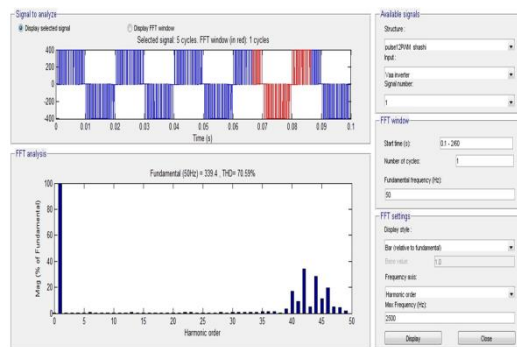 Signal to analyze
Display selected signal
Display FFT window
Selected signal: 5 cycles. FFT window (in red): 1 cycles
400
200
0
-200
-400
0 0.01 0.02 0.03 0.04 0.05 0.06 0.07 0.08 0.09 0.1
Time (s)
FFT analysis
Fundamental (50Hz) = 339.4 , THD= 70.59%
Mag (% of Fundamental)
100
80
60
40
20
0
0 5 10 15 20 25 30 35 40 45 50
Harmonic order
Available signals
Structure :
Input :
Vaa inverter
Signal number:
1
FFT window
Start time (s):
0.1 - 2/60
Number of cycles:
1
Fundamental frequency (Hz):
50
FFT settings
Display style :
Bar (relative to fundamental)
Base value
1.0
Frequency axis:
Harmonic order
Max Frequency (Hz):
2500
Display
Close